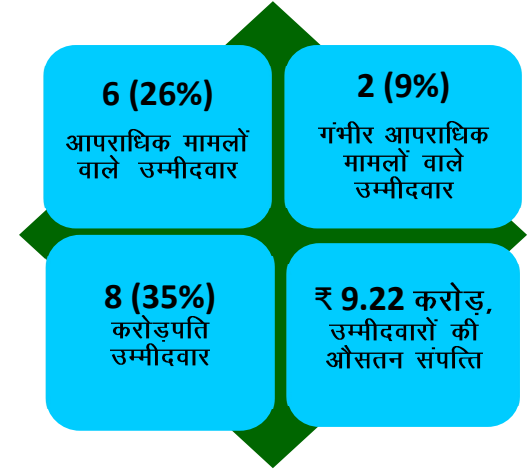 6 (26%)
आपराधिक मामलों
वाले उम्मीदवार
2 (9%)
गंभीर आपराधिक
मामलों वाले
उम्मीदवार
8 (35%)
करोड़पति
उम्मीदवार
₹ 9.22 करोड़,
उम्मीदवारों की
औसतन संपत्ति